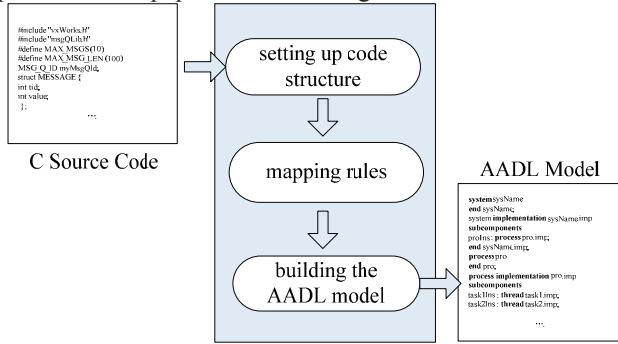 #include "vxWorks.h"
#include "msgQLib.h"
#define MAX_MSGS (10)
#define MAX_MSG_LEN (100)
MSG_Q_ID myMsgQId;
struct MESSAGE {
int tid;
int value;
};
...
C Source Code
setting up code
structure
mapping rules
building the
AADL model
AADL Model
system sysName
end sysName;
system implementation sysName.imp
subcomponents
proIns: process pro.img;
end sysName.img;
process pro
end pro;
process implementation pro.imp
subcomponents
task1Ins : thread task1.imp;
task2Ins : thread task2.imp;
...